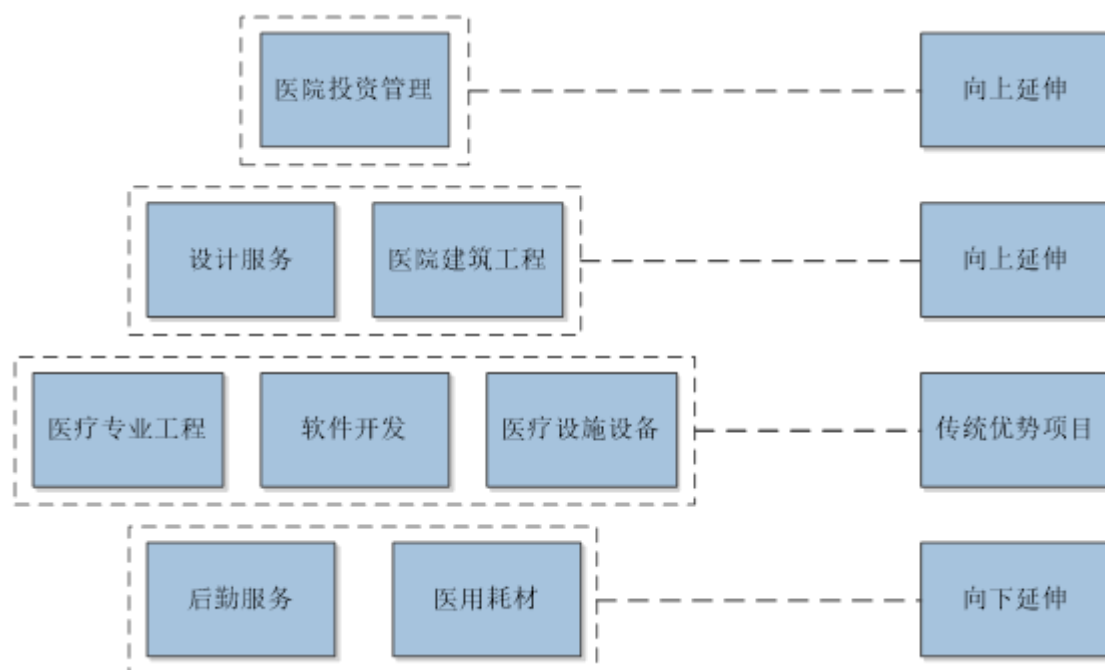 医院投资管理
向上延伸
设计服务
医院建筑工程
向上延伸
医疗专业工程
软件开发
医疗设施设备
传统优势项目
后勤服务
医用耗材
向下延伸